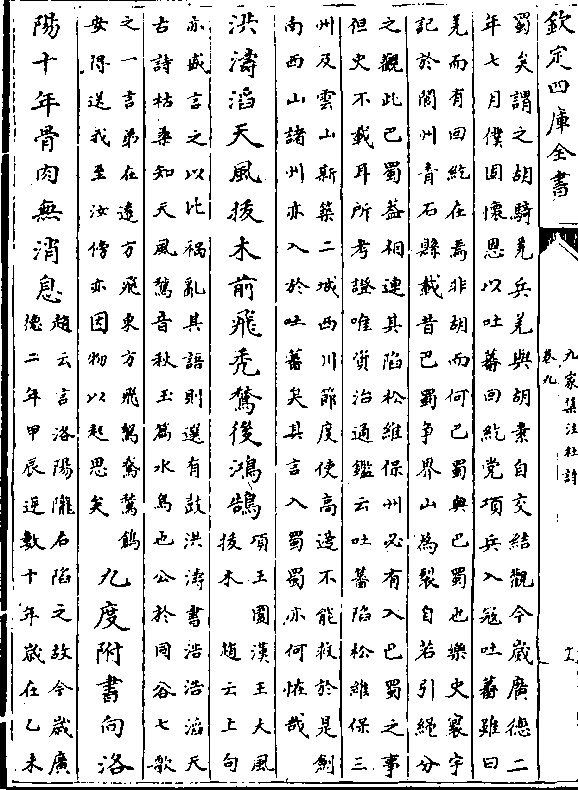 欽定四庫全書
九家集注杜詩
卷九
蜀矣謂之胡騎羌兵羌與胡素自交結觀今歲廣德二
年七月僕固懷恩以吐蕃回紇党項兵入寇吐蕃雖曰
羌而有回紇在焉非胡而何巴蜀與巴蜀也樂史寰宇
記於閬州青石縣載昔巴蜀爭界山為裂自若引繩分
之觀此巴蜀益相連其陷松維保州必有入巴蜀之事
但史不載耳所考證唯資治通鑑云吐蕃陷松維保三
州及雲山新築二城西川節度使高適不能救於是劍
南西山諸州亦入於吐蕃矣其言入蜀蜀亦何怪哉
洪濤滔天風拔木前飛禿鶖後鴻鵠
項王圍漢王大風
拔木 趙云上句
亦盛言之以比禍亂其語則選有鼓洪濤書浩浩滔天
古詩枯桑知天風鶖音秋玉篇水鳥也公於同谷七歌
之一言弟在遠方飛東方飛鴐鵞鶖鶬
安得送我至汝傍亦因物以起思矣
九度附書向洛
陽十年骨肉無消息
趙云言洛陽隴右陷之故今歲廣
德二年甲辰逆數十年歲在乙未